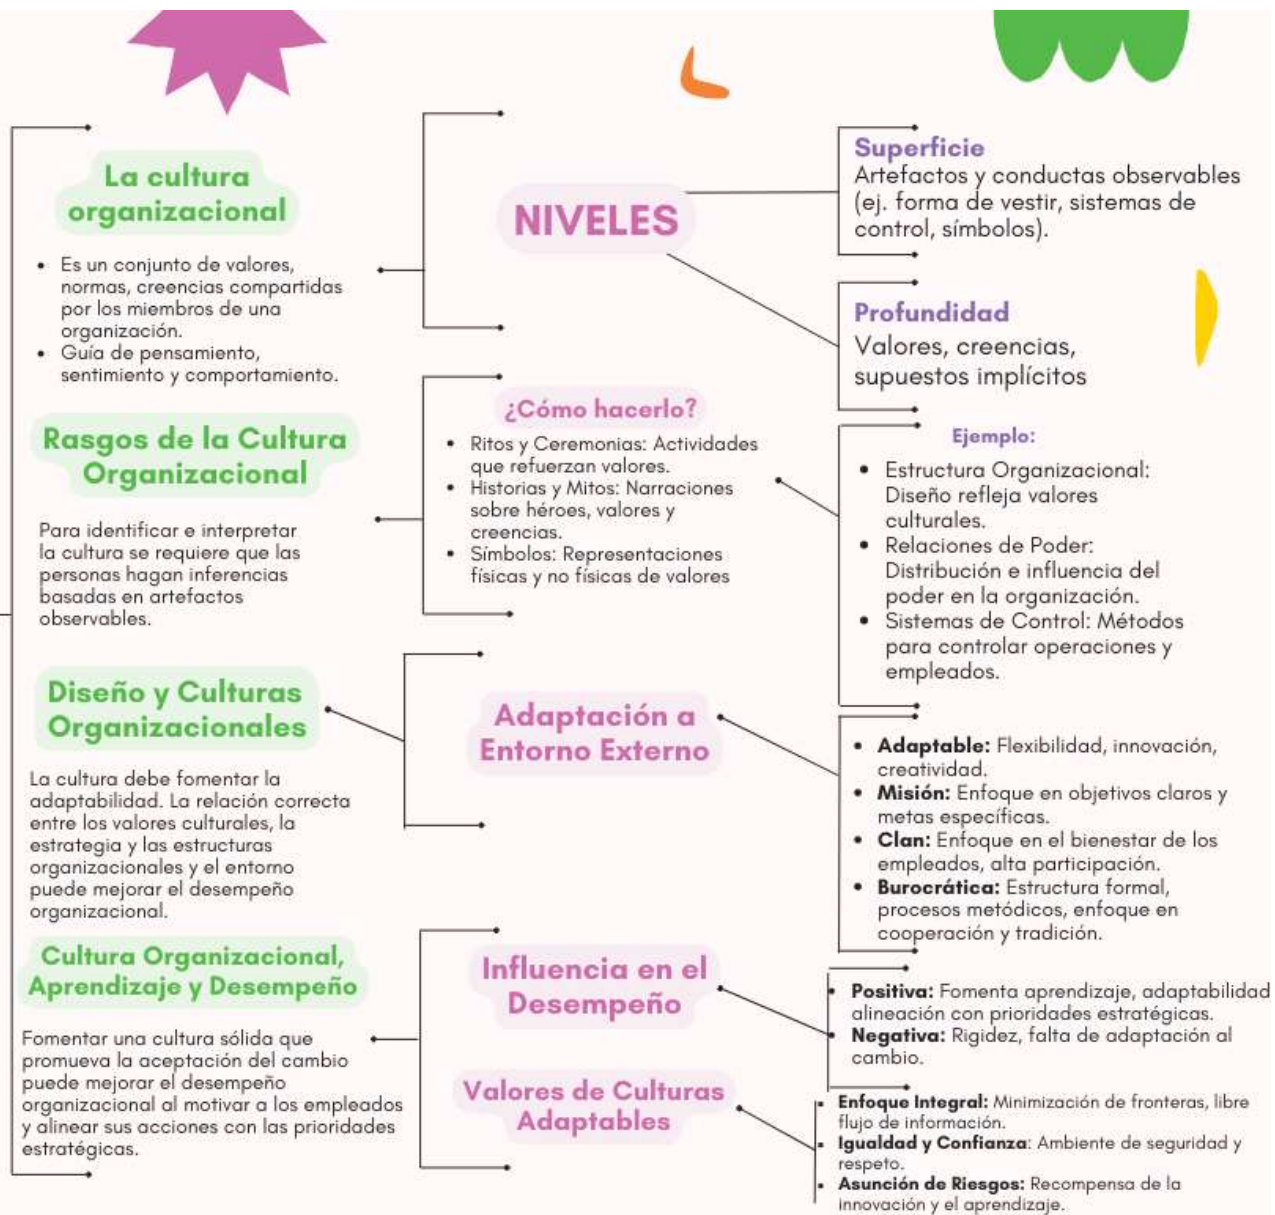 La cultura
organizacional
Es un conjunto de valores,
normas, creencias compartidas
por los miembros de una
organización.
Guía de pensamiento,
sentimiento y comportamiento.
NIVELES
Superficie
Artefactos y conductas observables
(ej. forma de vestir, sistemas de
control, símbolos).
Profundidad
Valores, creencias,
supuestos implícitos
Rasgos de la Cultura
Organizacional
Para identificar e interpretar
la cultura se requiere que las
personas hagan inferencias
basadas en artefactos
observables.
¿Cómo hacerlo?
Ritos y Ceremonias: Actividades
que refuerzan valores.
Historias y Mitos: Narraciones
sobre héroes, valores y
creencias.
Símbolos: Representaciones
físicas y no físicas de valores
Ejemplo:
Estructura Organizacional:
Diseño refleja valores
culturales.
Relaciones de Poder:
Distribución e influencia del
poder en la organización.
Sistemas de Control: Métodos
para controlar operaciones y
empleados.
Diseño y Culturas
Organizacionales
La cultura debe fomentar la
adaptabilidad. La relación correcta
entre los valores culturales, la
estrategia y las estructuras
organizacionales y el entorno
puede mejorar el desempeño
organizacional.
Adaptación a
Entorno Externo
Adaptable: Flexibilidad, innovación,
creatividad.
Misión: Enfoque en objetivos claros y
metas específicas.
Clan: Enfoque en el bienestar de los
empleados, alta participación.
Burocrática: Estructura formal,
procesos metódicos, enfoque en
cooperación y tradición.
Cultura Organizacional,
Aprendizaje y Desempeño
Fomentar una cultura sólida que
promueva la aceptación del cambio
puede mejorar el desempeño
organizacional al motivar a los empleados
y alinear sus acciones con las prioridades
estratégicas.
Influencia en el
Desempeño
Positiva: Fomenta aprendizaje, adaptabilidad
alineación con prioridades estratégicas.
Negativa: Rigidez, falta de adaptación al
cambio.
Valores de Culturas
Adaptables
Enfoque Integral: Minimización de fronteras, libre
flujo de información.
Igualdad y Confianza: Ambiente de seguridad y
respeto.
Asunción de Riesgos: Recompensa de la
innovación y el aprendizaje.